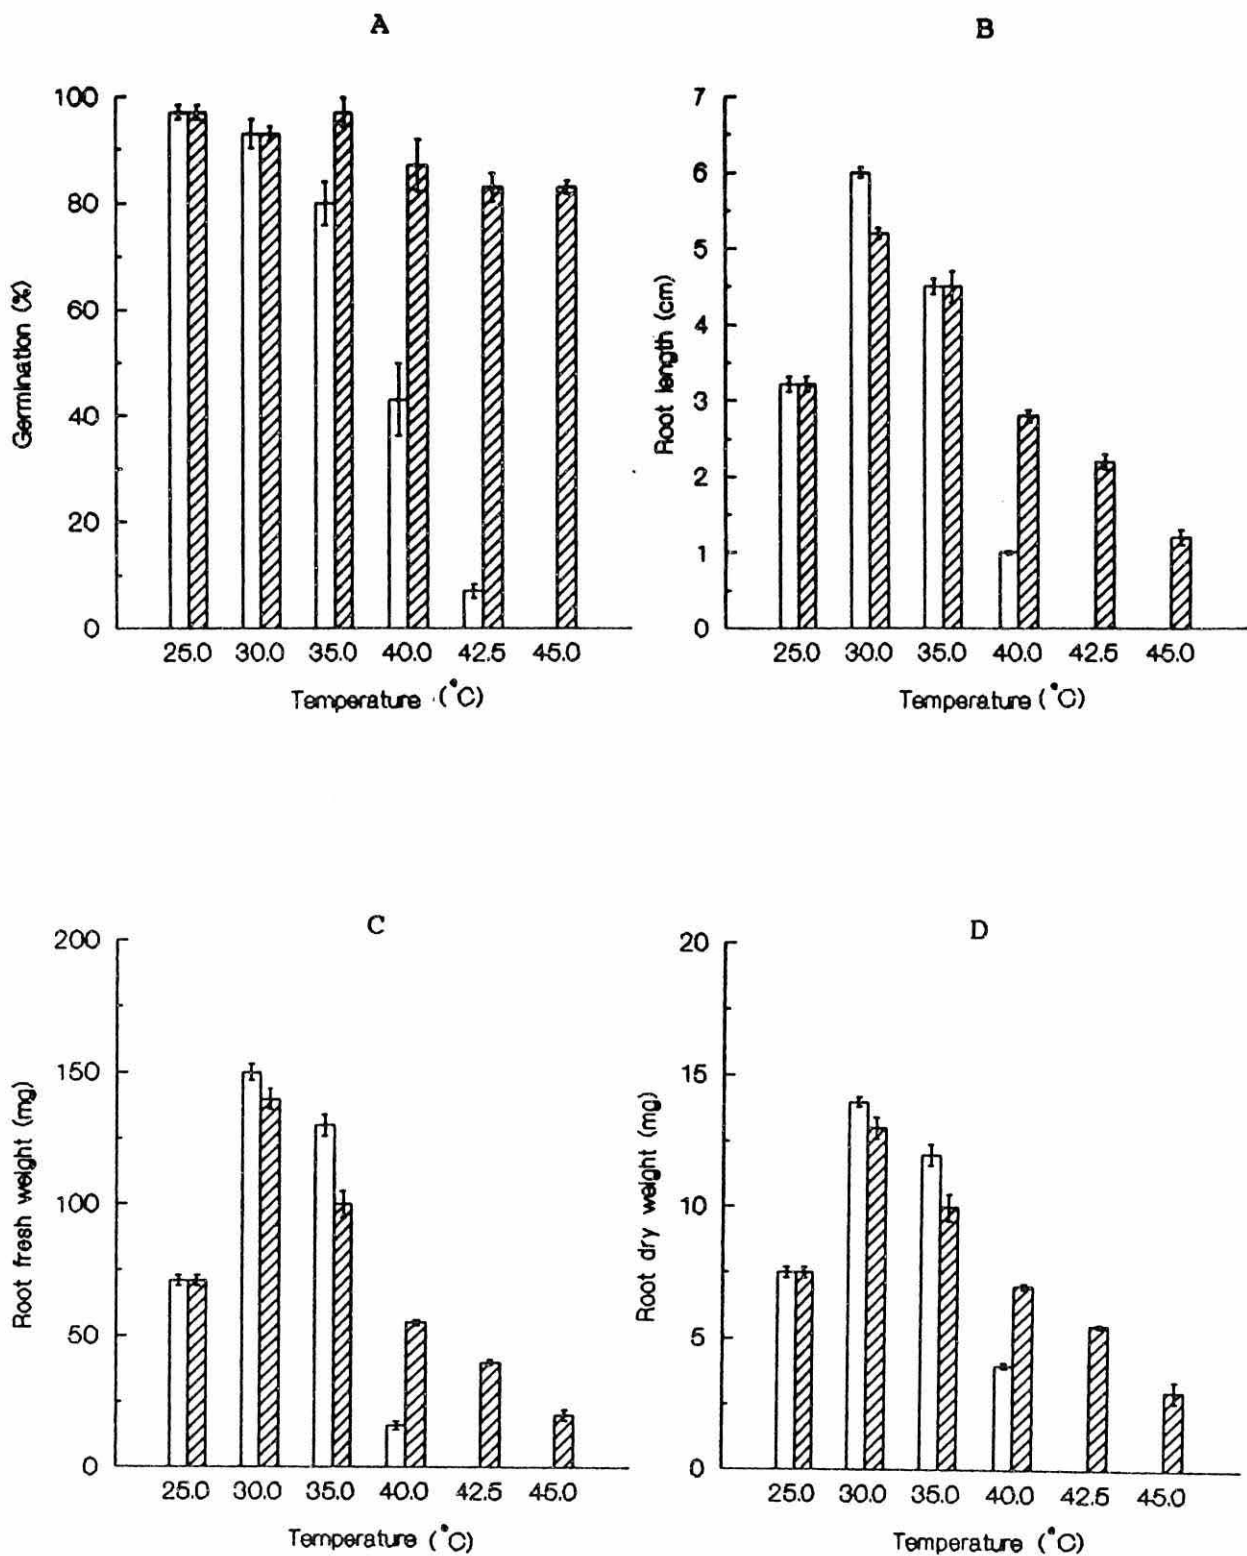 A
100
80
60
40
20
0
Germination (%)
25.0 30.0 35.0 40.0 42.5 45.0
Temperature (°C)
B
7
6
5
4
3
2
1
0
Root length (cm)
25.0 30.0 35.0 40.0 42.5 45.0
Temperature (°C)
C
200
150
100
50
0
Root fresh weight (mg)
25.0 30.0 35.0 40.0 42.5 45.0
Temperature (°C)
D
20
15
10
5
0
Root dry weight (mg)
25.0 30.0 35.0 40.0 42.5 45.0
Temperature (°C)